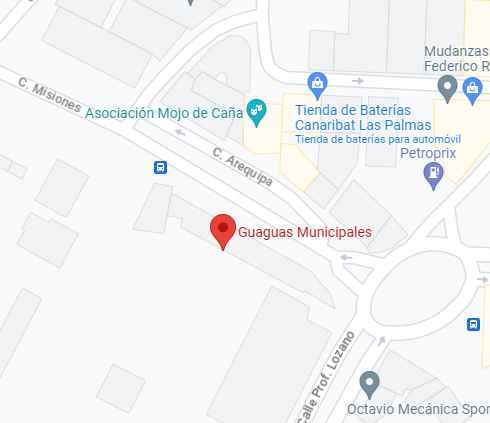 Mudanzas
Federico R
C. Misiones
Asociación Mojo de Caña
Tienda de Baterías
Canaribat Las Palmas
Tienda de baterías para automóvil
Petroprix
C. Arequipa
Guaguas Municipales
Calle Prof. Lozano
Octavio Mecánica Spor